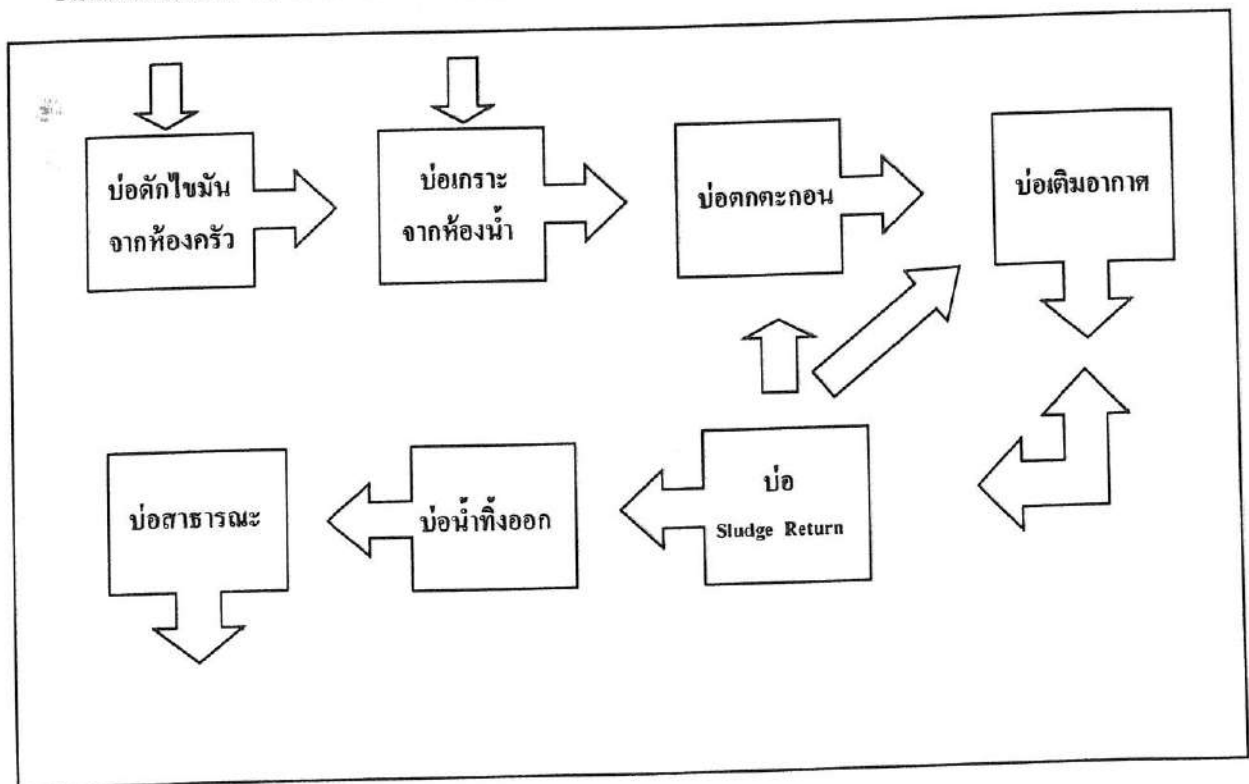 บ่อดักไขมัน
จากห้องครัว
บ่อเกราะ
จากห้องน้ำ
บ่อตกตะกอน
บ่อเติมอากาศ
บ่อสาธารณะ
บ่อน้ำทิ้งออก
บ่อ
Sludge Return